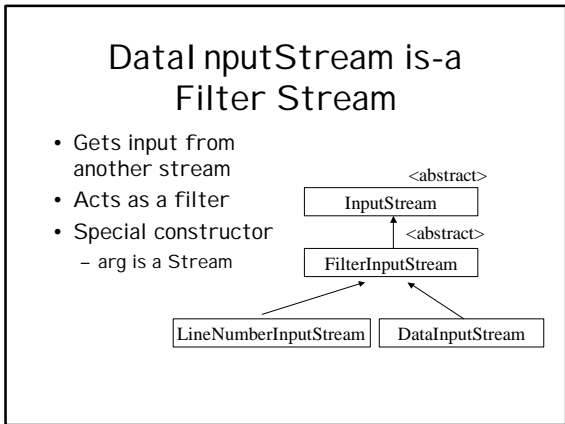 DataInputStream is-a
Filter Stream
• Gets input from
another stream
• Acts as a filter
• Special constructor
– arg is a Stream
<abstract>
InputStream
<abstract>
FilterInputStream
LineNumberInputStream
DataInputStream